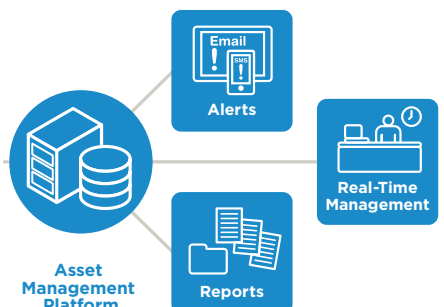 Email
SMS
Alerts
Real-Time
Management
Asset
Management
Platform
Reports